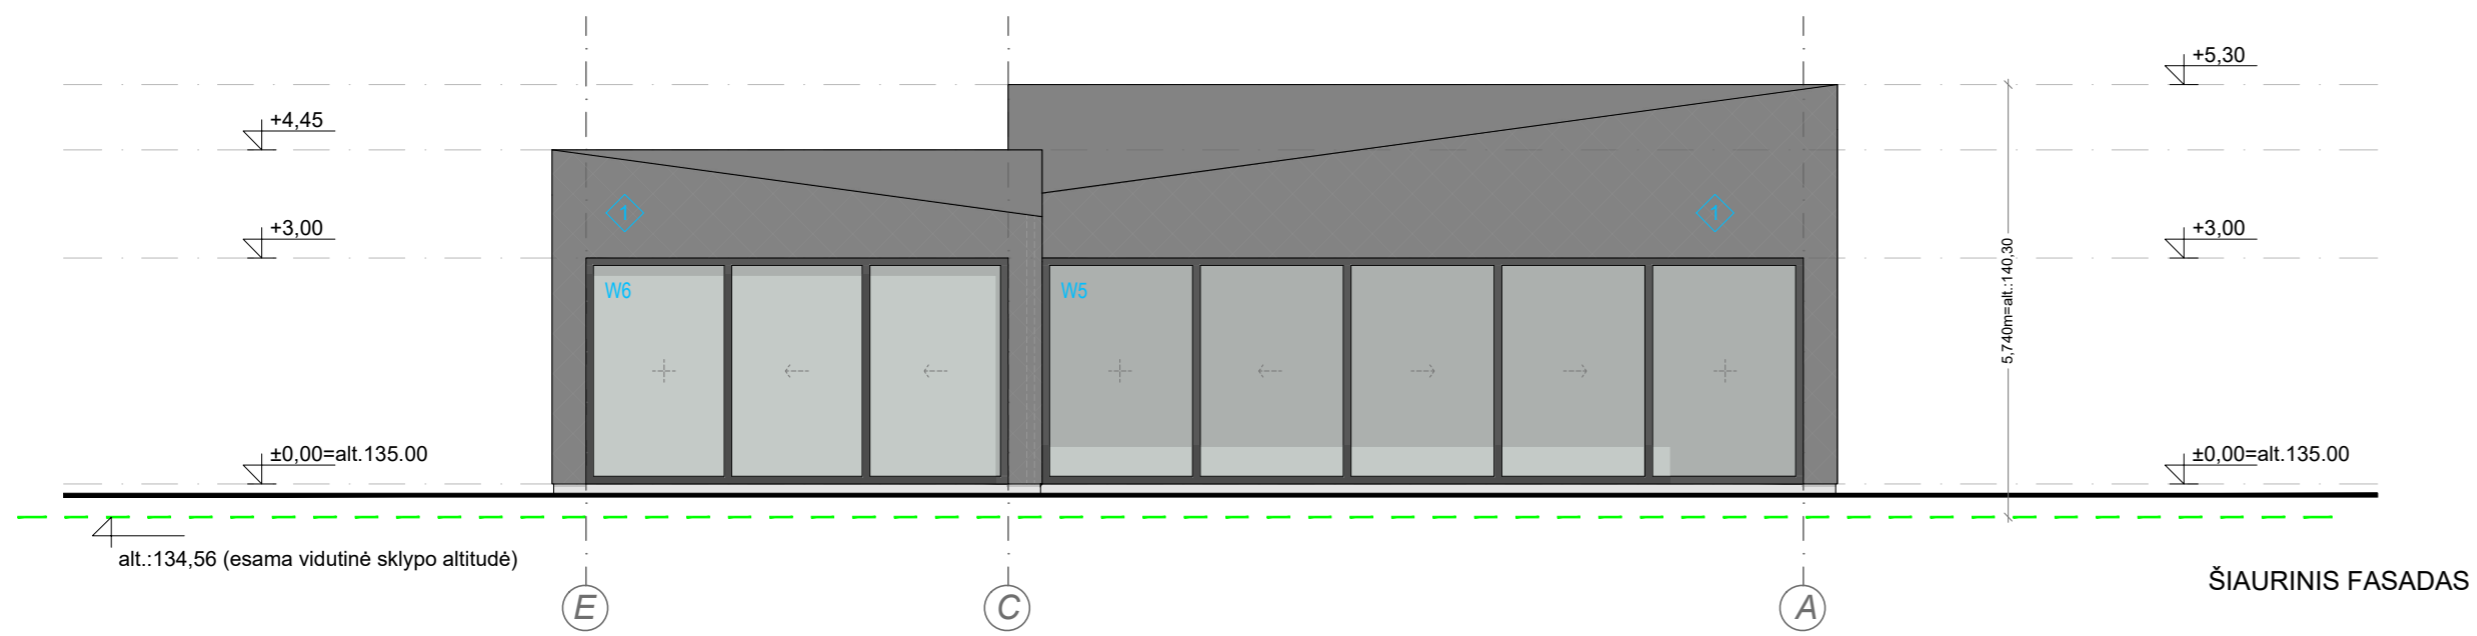 +5,30
+4,45
+3,00
+3,00
1
1
W6
W5
5,740m=alt.:140,30
±0,00=alt.135.00
±0,00=alt.135.00
alt.:134,56 (esama vidutinė sklypo altitudė)
ŠIAURINIS FASADAS
E
C
A